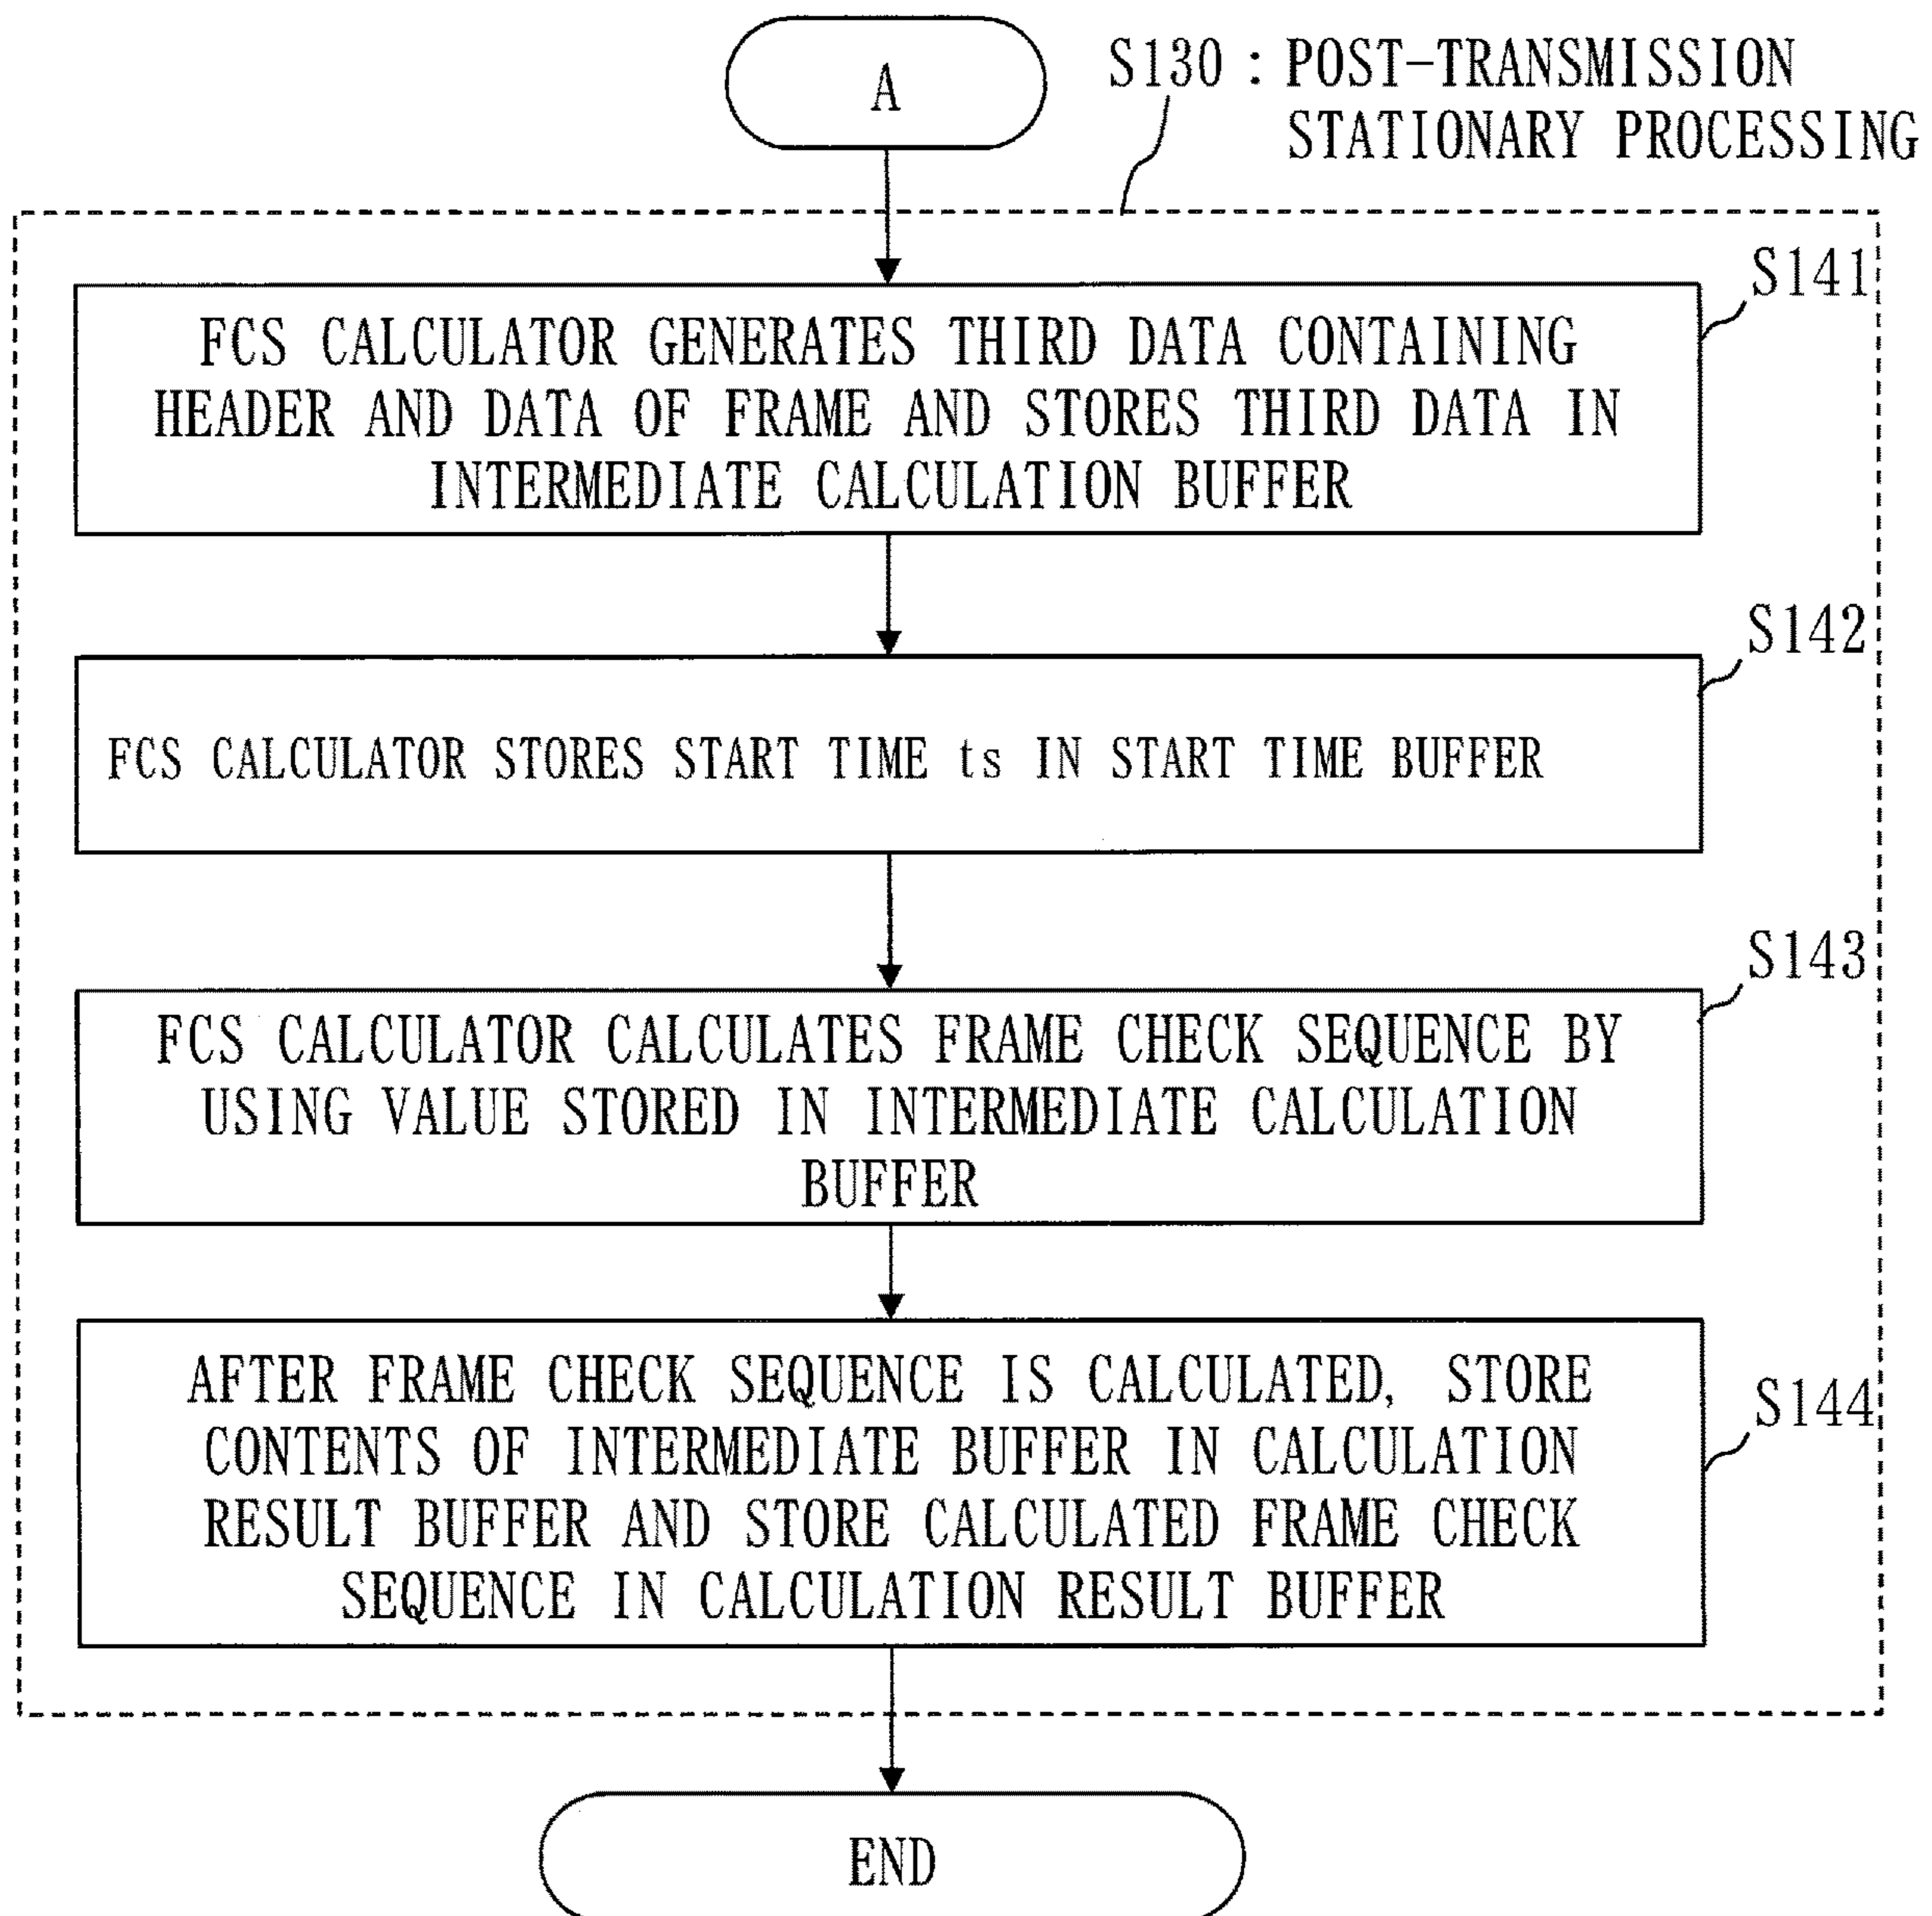 A
S130 : POST-TRANSMISSION
STATIONARY PROCESSING
S141
FCS CALCULATOR GENERATES THIRD DATA CONTAINING
HEADER AND DATA OF FRAME AND STORES THIRD DATA IN
INTERMEDIATE CALCULATION BUFFER
S142
FCS CALCULATOR STORES START TIME ts IN START TIME BUFFER
S143
FCS CALCULATOR CALCULATES FRAME CHECK SEQUENCE BY
USING VALUE STORED IN INTERMEDIATE CALCULATION
BUFFER
S144
AFTER FRAME CHECK SEQUENCE IS CALCULATED, STORE
CONTENTS OF INTERMEDIATE BUFFER IN CALCULATION
RESULT BUFFER AND STORE CALCULATED FRAME CHECK
SEQUENCE IN CALCULATION RESULT BUFFER
END